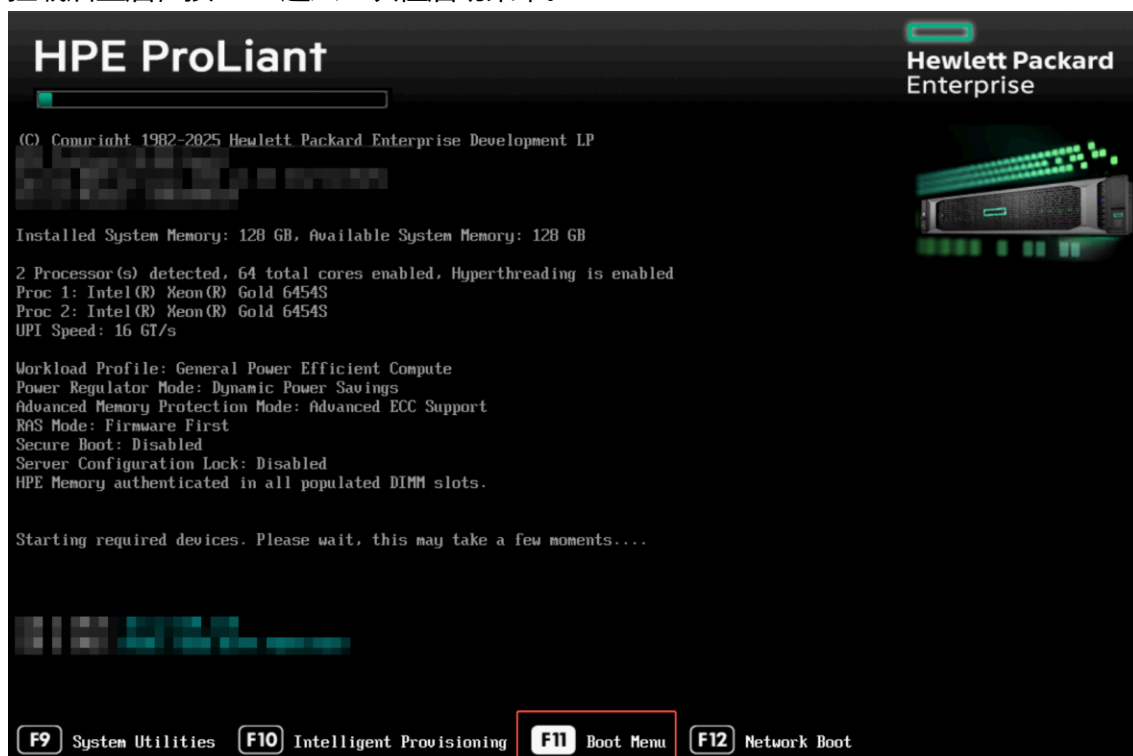 HPE ProLiant
Hewlett Packard
Enterprise
(C) Copyright 1982-2025 Hewlett Packard Enterprise Development LP
Installed System Memory: 128 GB, Available System Memory: 128 GB
2 Processor(s) detected, 64 total cores enabled, Hyperthreading is enabled
Proc 1: Intel(R) Xeon(R) Gold 6454S
Proc 2: Intel(R) Xeon(R) Gold 6454S
UPI Speed: 16 GT/s
Workload Profile: General Power Efficient Compute
Power Regulator Mode: Dynamic Power Savings
Advanced Memory Protection Mode: Advanced ECC Support
RAS Mode: Firmware First
Secure Boot: Disabled
Server Configuration Lock: Disabled
HPE Memory authenticated in all populated DIMM slots.
Starting required devices. Please wait, this may take a few moments....
F9 System Utilities F10 Intelligent Provisioning F11 Boot Menu F12 Network Boot